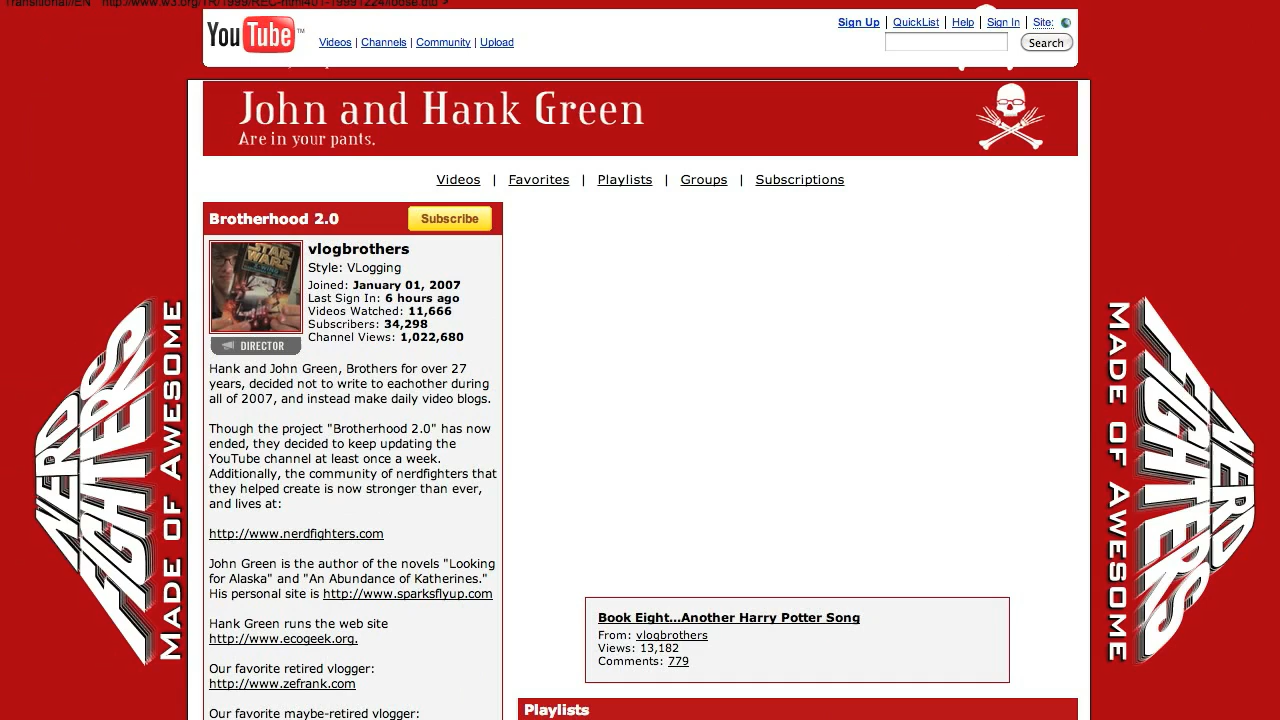 Transitional//EN" "http://www.w3.org/TR/1999/REC-html401-19991224/loose.dtd">
YouTube™
Sign Up | QuickList | Help | Sign In | Site:
Videos | Channels | Community | Upload
Search
John and Hank Green
Are in your pants.
Videos | Favorites | Playlists | Groups | Subscriptions
Brotherhood 2.0
Subscribe
vlogbrothers
Style: VLogging
Joined: January 01, 2007
Last Sign In: 6 hours ago
Videos Watched: 11,666
Subscribers: 34,298
Channel Views: 1,022,680
DIRECTOR
Hank and John Green, Brothers for over 27
years, decided not to write to eachother during
all of 2007, and instead make daily video blogs.
Though the project "Brotherhood 2.0" has now
ended, they decided to keep updating the
YouTube channel at least once a week.
Additionally, the community of nerdfighters that
they helped create is now stronger than ever,
and lives at:
http://www.nerdfighters.com
John Green is the author of the novels "Looking
for Alaska" and "An Abundance of Katherines."
His personal site is http://www.sparksflyup.com
Hank Green runs the web site
http://www.ecogeek.org.
Our favorite retired vlogger:
http://www.zefrank.com
Our favorite maybe-retired vlogger:
NERD
FIGHTERS
MADE OF AWESOME
Book Eight...Another Harry Potter Song
From: vlogbrothers
Views: 13,182
Comments: 779
Playlists
NERD
FIGHTERS
MADE OF AWESOME